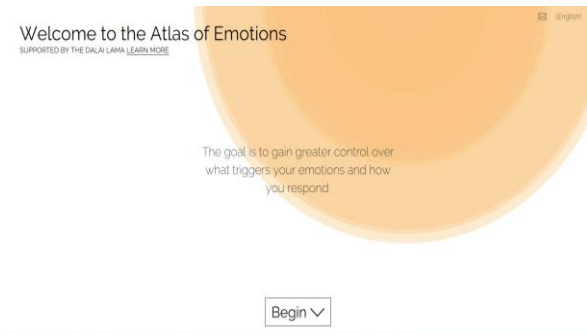 Welcome to the Atlas of Emotions
SUPPORTED BY THE DALAI LAMA LEARN MORE
(English)
The goal is to gain greater control over
what triggers your emotions and how
you respond.
Begin